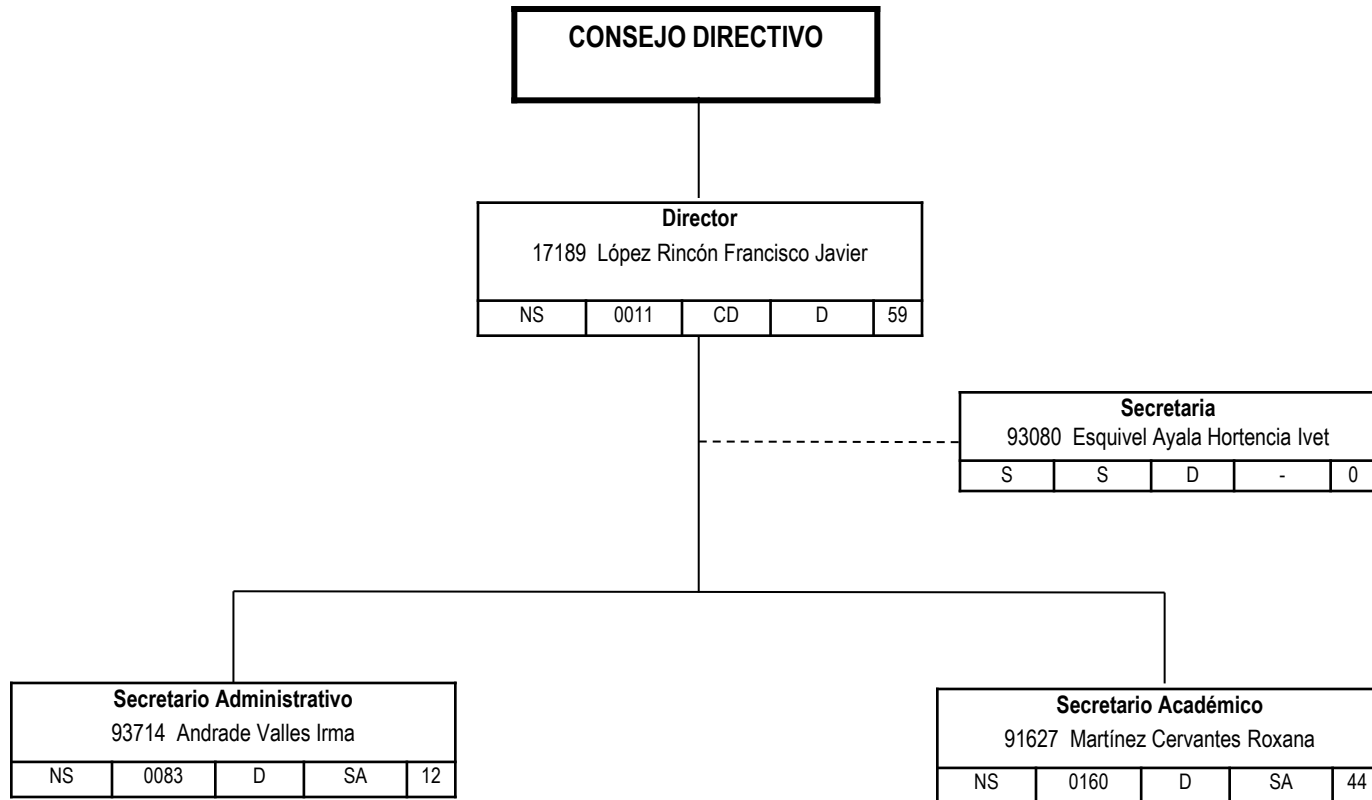 CONSEJO DIRECTIVO
Director
17189 López Rincón Francisco Javier
NS 0011 CD D 59
Secretaria
93080 Esquivel Ayala Hortencia Ivet
S S D - 0
Secretario Administrativo
93714 Andrade Valles Irma
NS 0083 D SA 12
Secretario Académico
91627 Martínez Cervantes Roxana
NS 0160 D SA 44